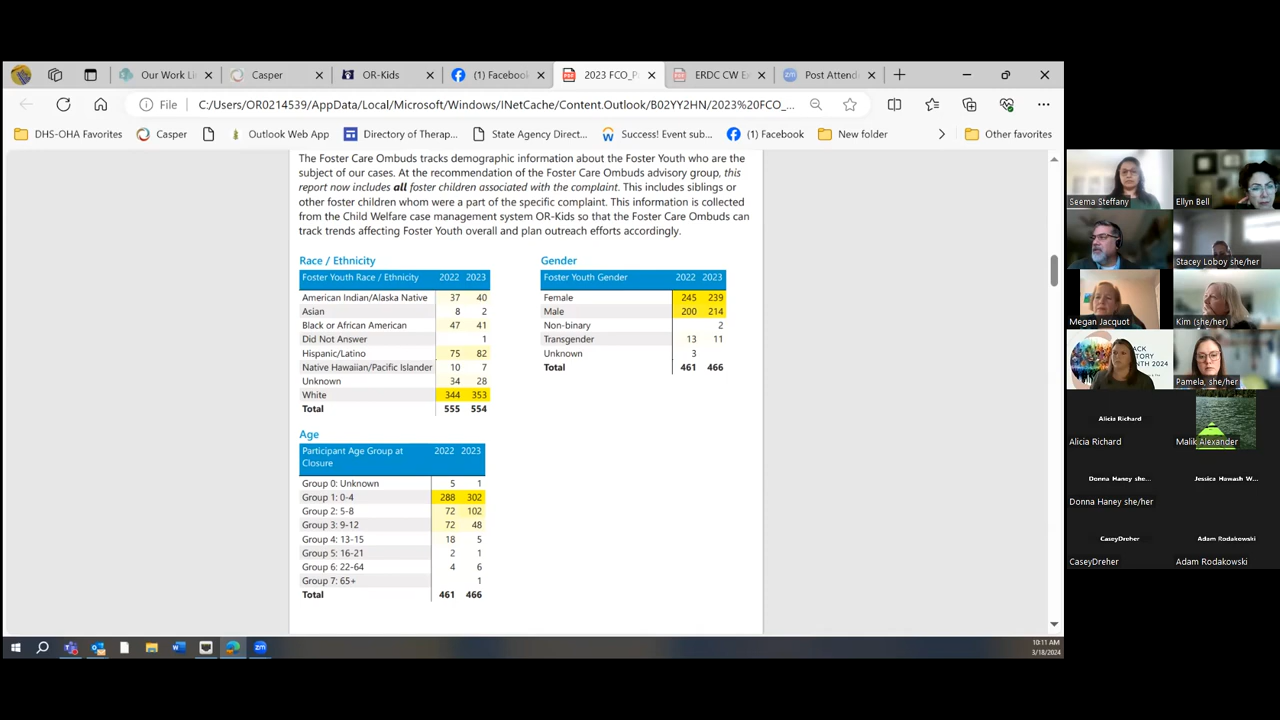 Our Work Li
Casper
OR-Kids
(1) Facebook
2023 FCO_P
ERDC CW E
Post Attend
File
C:/Users/OR0214539/AppData/Local/Microsoft/Windows/INetCache/Content.Outlook/B02YY2HN/2023%20FCO_...
DHS-OHA Favorites
Casper
Outlook Web App
Directory of Therap...
State Agency Direct...
Success! Event sub...
(1) Facebook
New folder
Other favorites
The Foster Care Ombuds tracks demographic information about the Foster Youth who are the
subject of our cases. At the recommendation of the Foster Care Ombuds advisory group, this
report now includes all foster children associated with the complaint. This includes siblings or
other foster children whom were a part of the specific complaint. This information is collected
from the Child Welfare case management system OR-Kids so that the Foster Care Ombuds can
track trends affecting Foster Youth overall and plan outreach efforts accordingly.
Race / Ethnicity
Foster Youth Race / Ethnicity 2022 2023
American Indian/Alaska Native 37 40
Asian 8 2
Black or African American 47 41
Did Not Answer 1
Hispanic/Latino 75 82
Native Hawaiian/Pacific Islander 10 7
Unknown 34 28
White 344 353
Total 555 554
Gender
Foster Youth Gender 2022 2023
Female 245 239
Male 200 214
Non-binary 2
Transgender 13 11
Unknown 3
Total 461 466
Age
Participant Age Group at
Closure 2022 2023
Group 0: Unknown 5 1
Group 1: 0-4 288 302
Group 2: 5-8 72 102
Group 3: 9-12 72 48
Group 4: 13-15 18 5
Group 5: 16-21 2 1
Group 6: 22-64 4 6
Group 7: 65+ 1
Total 461 466
10:11 AM
3/18/2024
Seema Steffany
Ellyn Bell
Stacey Loboy she/her
Megan Jacquot
Kim (she/her)
ACK
TORY
MONTH 2024
Pamela, she/her
Alicia Richard
Alicia Richard
Malik Alexander
Donna Haney she...
Donna Haney she/her
Jessica Hawash W...
CaseyDreher
CaseyDreher
Adam Rodakowski
Adam Rodakowski